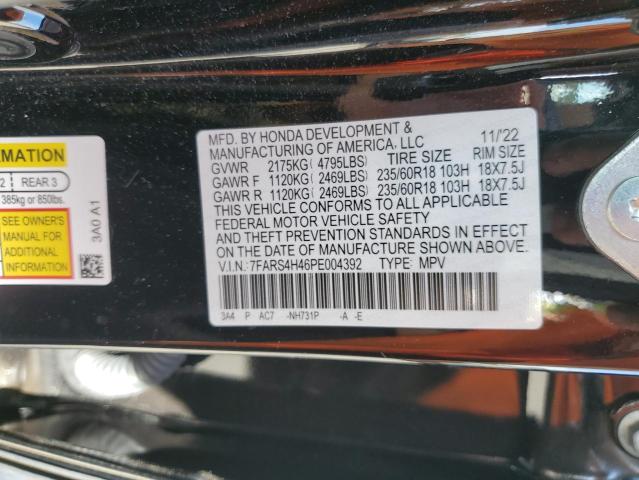 RMATION
2 REAR 3
385kg or 850lbs.
SEE OWNER'S
MANUAL FOR
ADDITIONAL
INFORMATION
3A0 A1
MFD. BY HONDA DEVELOPMENT & 11/'22
MANUFACTURING OF AMERICA, LLC
GVWR 2175KG( 4795LBS) TIRE SIZE RIM SIZE
GAWR F 1120KG( 2469LBS) 235/60R18 103H 18X7.5J
GAWR R 1120KG( 2469LBS) 235/60R18 103H 18X7.5J
THIS VEHICLE CONFORMS TO ALL APPLICABLE
FEDERAL MOTOR VEHICLE SAFETY
AND THEFT PREVENTION STANDARDS IN EFFECT
ON THE DATE OF MANUFACTURE SHOWN ABOVE.
V.I.N.:7FARS4H46PE004392 TYPE: MPV
3A4 P AC7 -NH731P -A -E